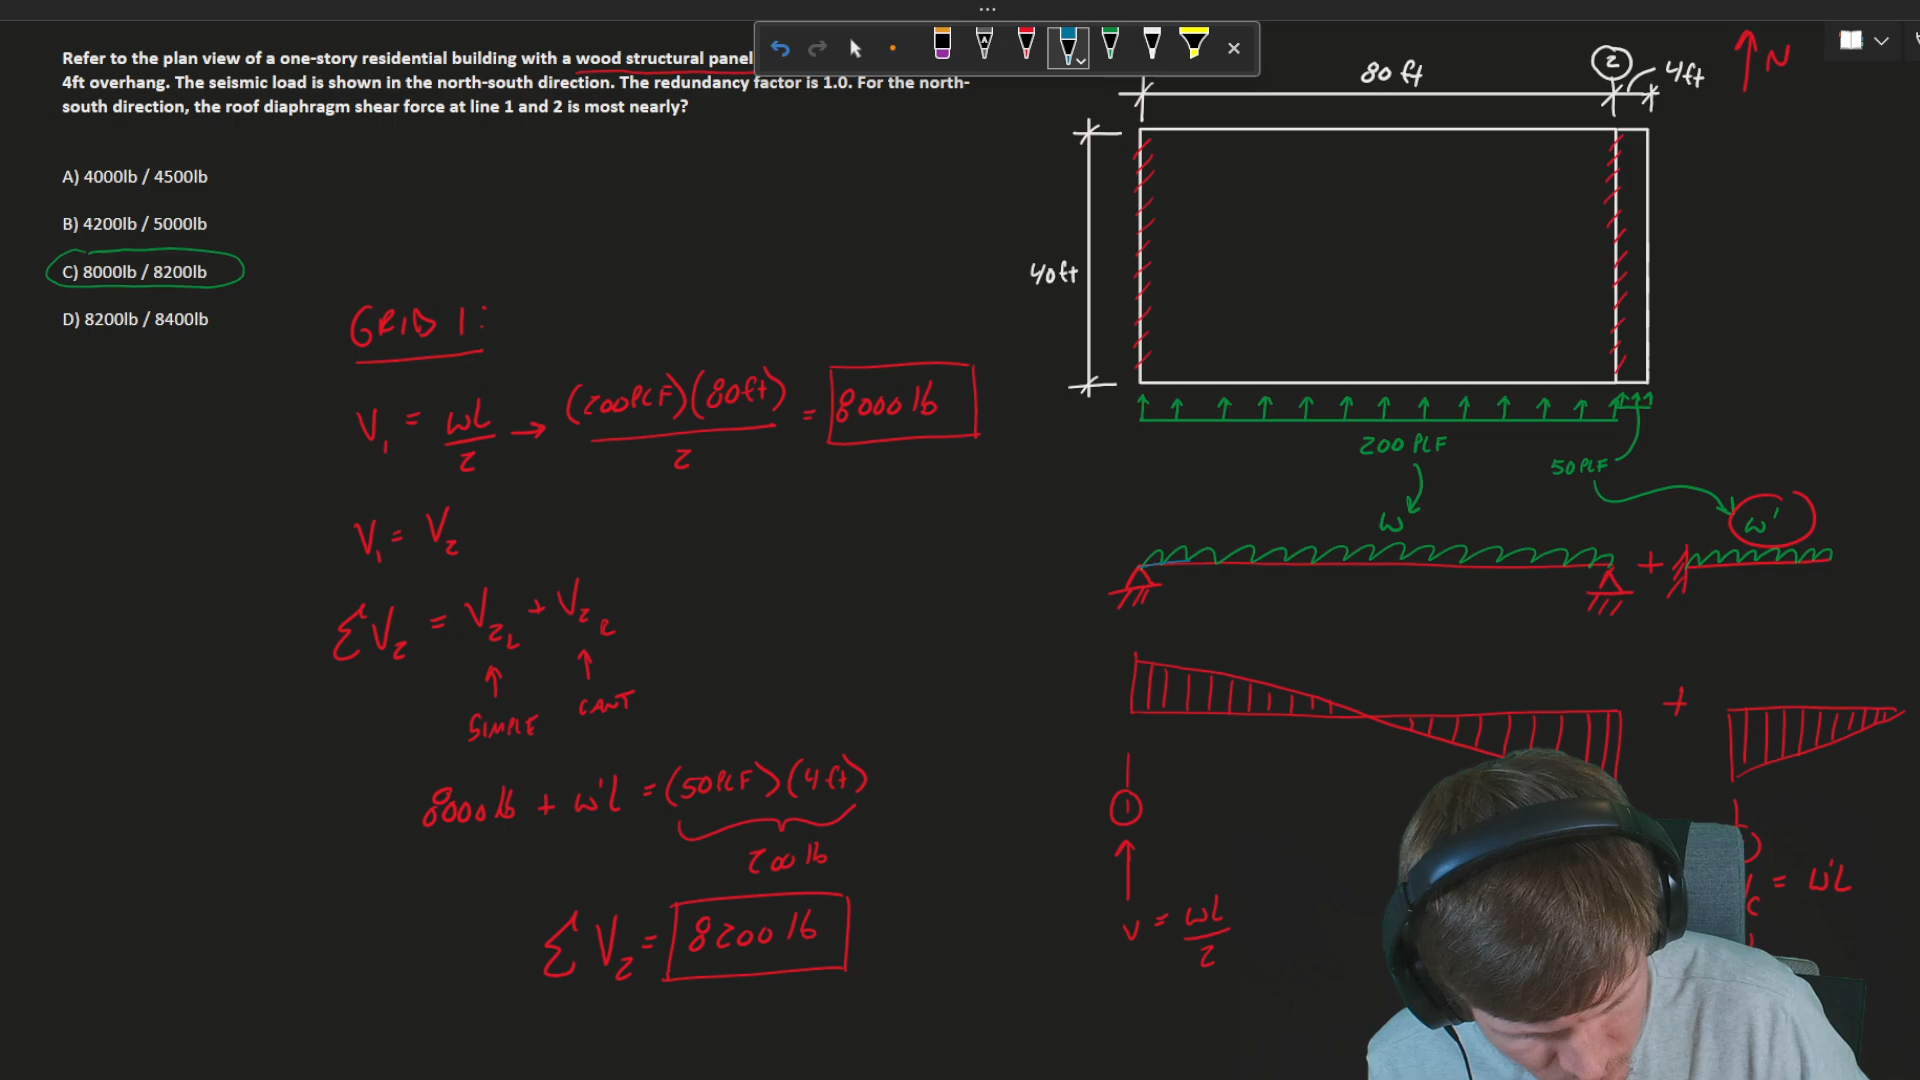 Refer to the plan view of a one-story residential building with a wood structural panel
4ft overhang. The seismic load is shown in the north-south direction. The redundancy factor is 1.0. For the north-
south direction, the roof diaphragm shear force at line 1 and 2 is most nearly?
A) 4000lb / 4500lb
B) 4200lb / 5000lb
C) 8000lb / 8200lb
D) 8200lb / 8400lb
GRID 1:
V1 = wL/2 → (200PLF)(80ft)/2 = 8000 lb
V1 = V2
ΣV2 = V2L + V2R
SIMPLE
CANT
8000 lb + w'L = (50PLF)(4ft)
200 lb
ΣV2 = 8200 lb
80 ft
2
4ft
N
40ft
200 PLF
50 PLF
w
w'
+
+
1
V = wL/2
= w'L